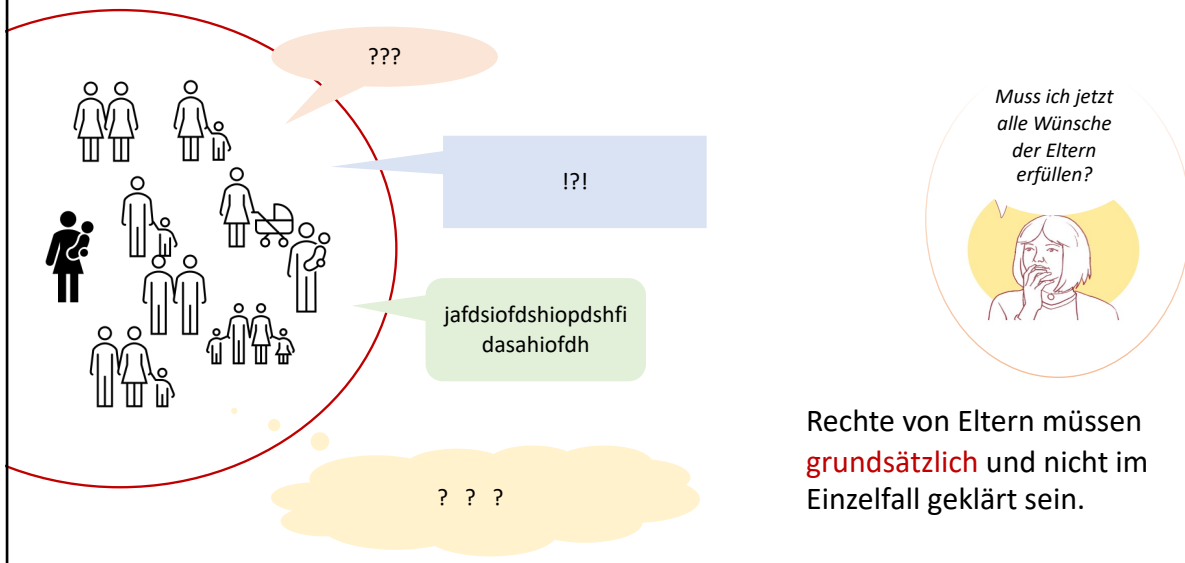 ???
!?!
jafdsiofdshiopdshfi
dasahiofdh
? ? ?
Muss ich jetzt
alle Wünsche
der Eltern
erfüllen?
Rechte von Eltern müssen
grundsätzlich und nicht im
Einzelfall geklärt sein.